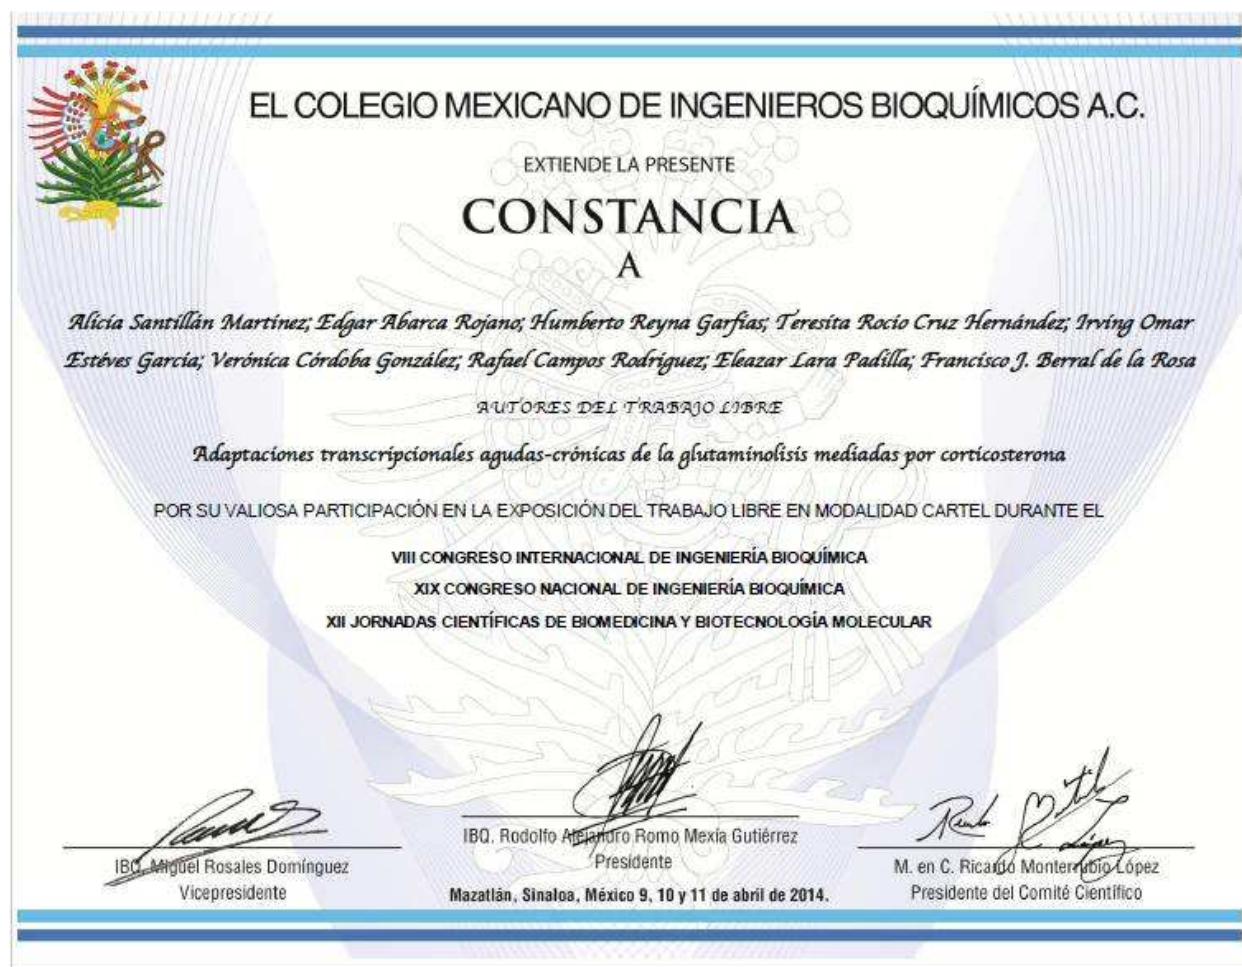 EL COLEGIO MEXICANO DE INGENIEROS BIOQUÍMICOS A.C.
EXTIENDE LA PRESENTE
CONSTANCIA
A
Alicia Santillán Martínez; Edgar Abarca Rojano; Humberto Reyna Garfias; Teresita Rocío Cruz Hernández; Irving Omar
Estéves García; Verónica Córdoba González; Rafael Campos Rodríguez; Eleazar Lara Padilla; Francisco J. Berral de la Rosa
AUTORES DEL TRABAJO LIBRE
Adaptaciones transcripcionales agudas-crónicas de la glutaminolisis mediadas por corticosterona
POR SU VALIOSA PARTICIPACIÓN EN LA EXPOSICIÓN DEL TRABAJO LIBRE EN MODALIDAD CARTEL DURANTE EL
VIII CONGRESO INTERNACIONAL DE INGENIERÍA BIOQUÍMICA
XIX CONGRESO NACIONAL DE INGENIERÍA BIOQUÍMICA
XII JORNADAS CIENTÍFICAS DE BIOMEDICINA Y BIOTECNOLOGÍA MOLECULAR
IBQ. Miguel Rosales Domínguez
Vicepresidente
IBQ. Rodolfo Alejandro Romo Mexía Gutiérrez
Presidente
Mazatlán, Sinaloa, México 9, 10 y 11 de abril de 2014.
M. en C. Ricardo Monterrubio López
Presidente del Comité Científico